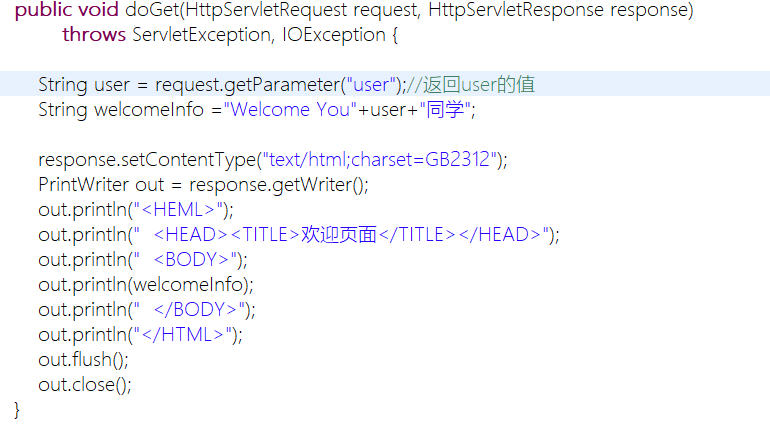 public void doGet(HttpServletRequest request, HttpServletResponse response)
throws ServletException, IOException {
String user = request.getParameter("user");//返回user的值
String welcomeInfo ="Welcome You"+user+"同学";
response.setContentType("text/html;charset=GB2312");
PrintWriter out = response.getWriter();
out.println("<HEML>");
out.println("  <HEAD><TITLE>欢迎页面</TITLE></HEAD>");
out.println("  <BODY>");
out.println(welcomeInfo);
out.println("  </BODY>");
out.println("</HTML>");
out.flush();
out.close();
}